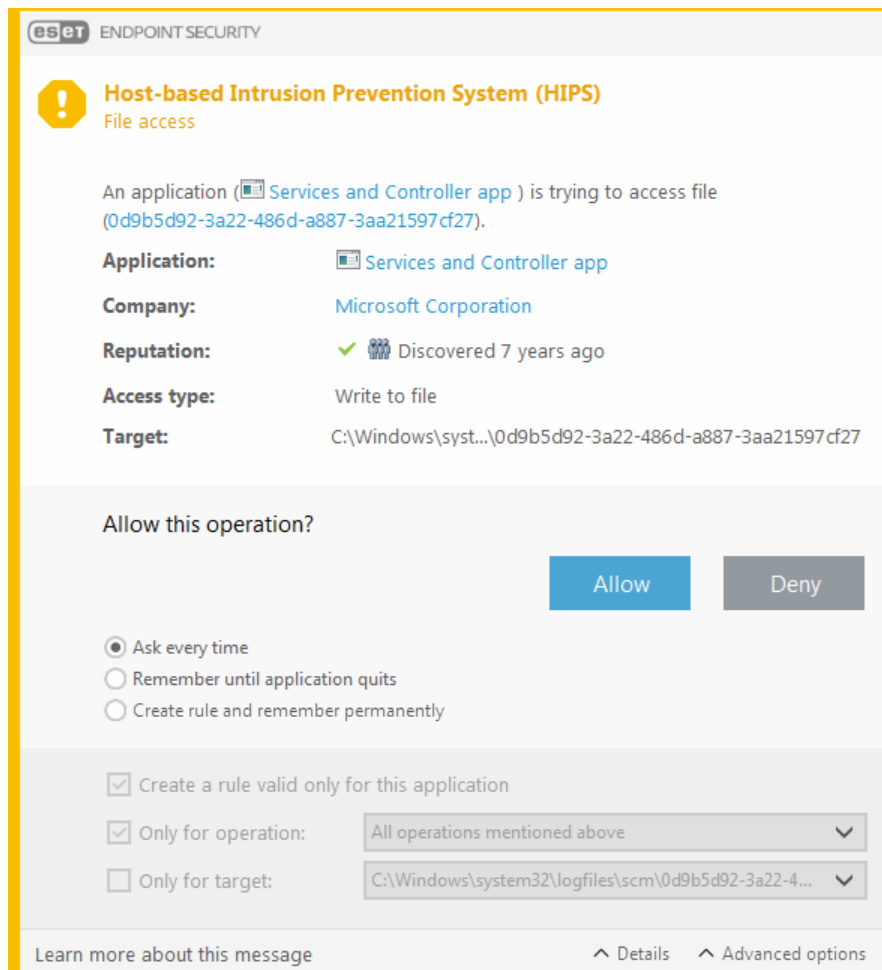 eset ENDPOINT SECURITY
Host-based Intrusion Prevention System (HIPS)
File access
An application ( Services and Controller app ) is trying to access file
(0d9b5d92-3a22-486d-a887-3aa21597cf27).
Application: Services and Controller app
Company: Microsoft Corporation
Reputation: Discovered 7 years ago
Access type: Write to file
Target: C:\Windows\syst...\0d9b5d92-3a22-486d-a887-3aa21597cf27
Allow this operation?
Allow Deny
Ask every time
Remember until application quits
Create rule and remember permanently
Create a rule valid only for this application
Only for operation: All operations mentioned above
Only for target: C:\Windows\system32\logfiles\scm\0d9b5d92-3a22-4...
Learn more about this message Details Advanced options